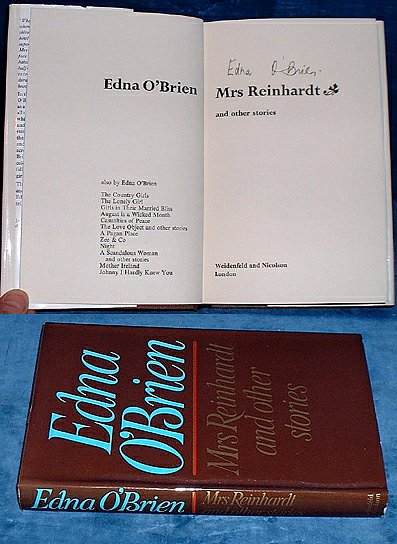 Edna O'Brien
also by Edna O'Brien
The Country Girls
The Lonely Girl
Girls in Their Married Bliss
August is a Wicked Month
Casualties of Peace
The Love Object and other stories
A Pagan Place
Zee & Co
Night
A Scandalous Woman
and other stories
Mother Ireland
Johnny I Hardly Knew You
Edna O'Brien
Mrs Reinhardt
and other stories
Weidenfeld and Nicolson
London
Edna
O'Brien
Mrs Reinhardt
and other
stories
Edna O'Brien
Mrs Reinhardt